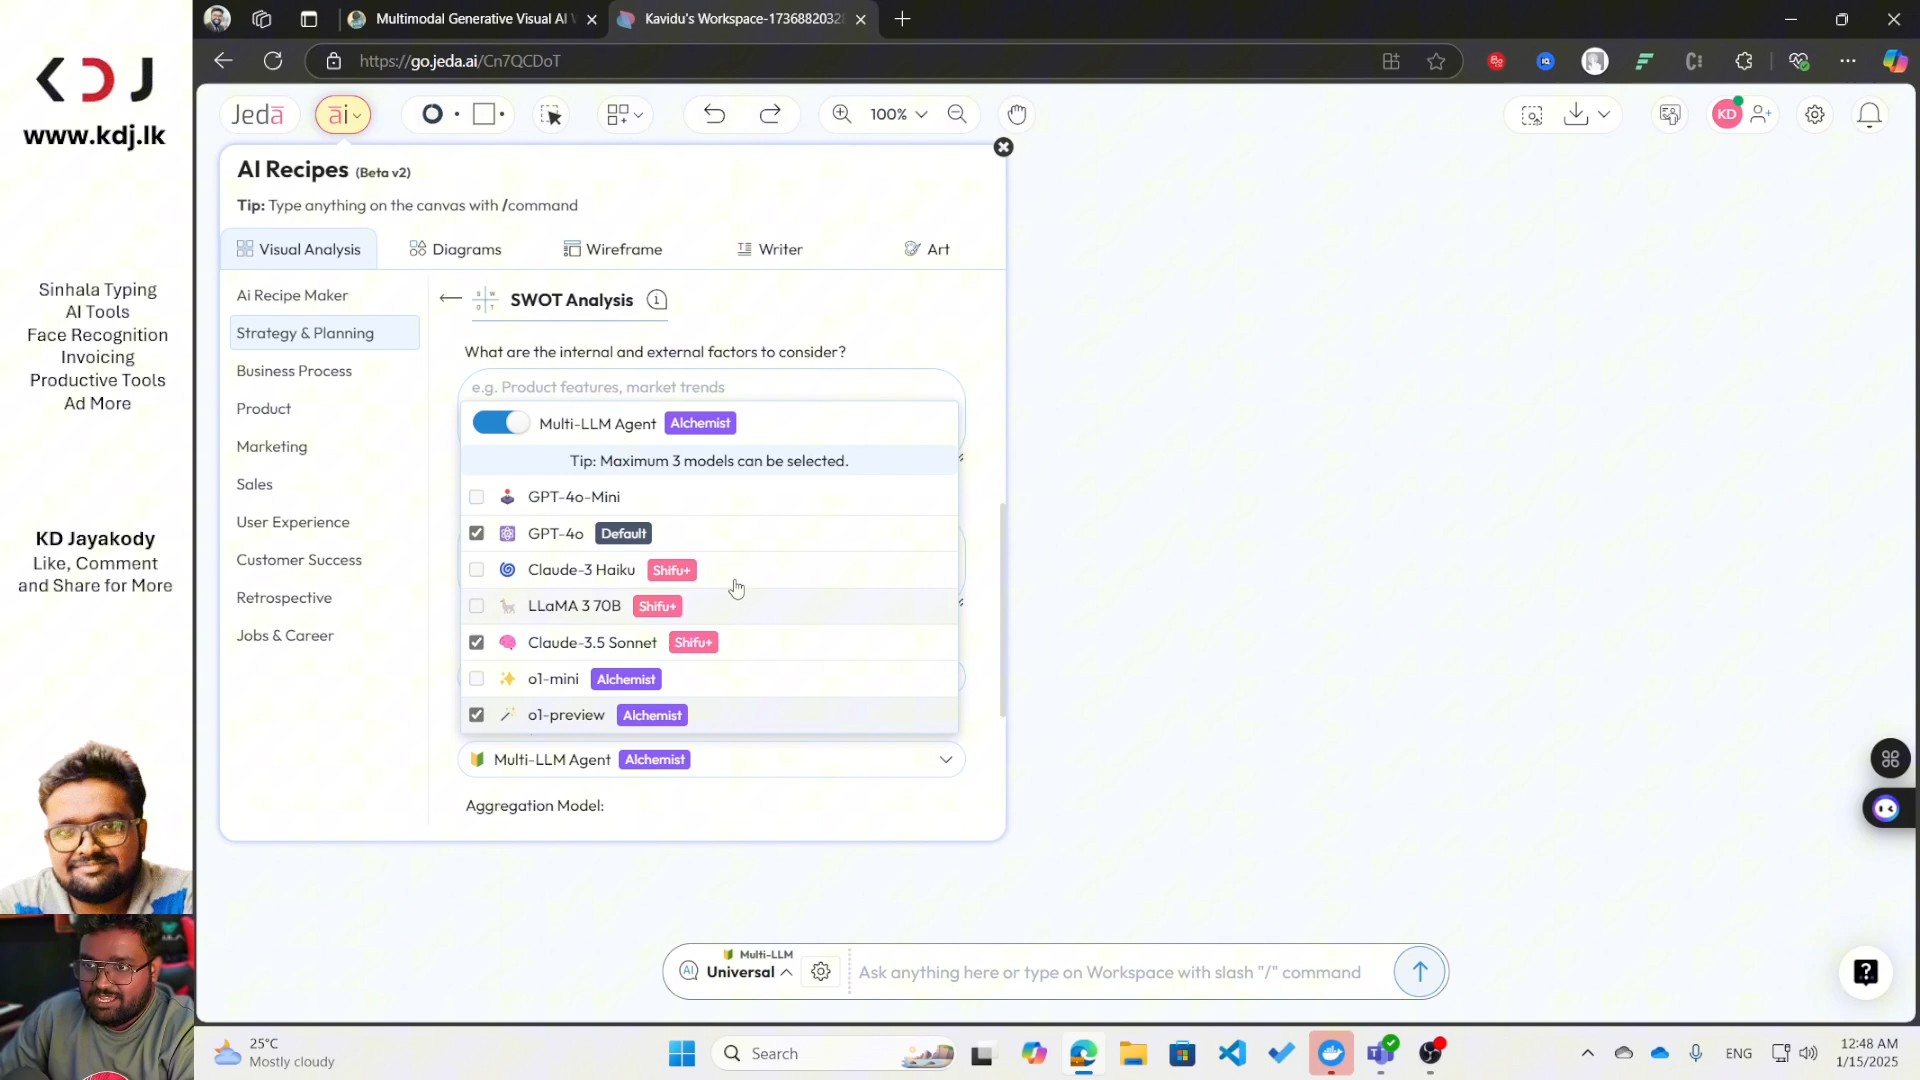 KDJ
www.kdj.lk
Sinhala Typing
AI Tools
Face Recognition
Invoicing
Productive Tools
Ad More
KD Jayakody
Like, Comment
and Share for More
Multimodal Generative Visual AI
Kavidu's Workspace-1736882032
https://go.jeda.ai/Cn7QCDoT
Jedā
āi
100%
KD
AI Recipes (Beta v2)
Tip: Type anything on the canvas with /command
Visual Analysis
Diagrams
Wireframe
Writer
Art
Ai Recipe Maker
Strategy & Planning
Business Process
Product
Marketing
Sales
User Experience
Customer Success
Retrospective
Jobs & Career
S W O T
SWOT Analysis
What are the internal and external factors to consider?
e.g. Product features, market trends
Multi-LLM Agent Alchemist
Tip: Maximum 3 models can be selected.
GPT-4o-Mini
GPT-4o Default
Claude-3 Haiku Shifu+
LLaMA 3 70B Shifu+
Claude-3.5 Sonnet Shifu+
o1-mini Alchemist
o1-preview Alchemist
Multi-LLM Agent Alchemist
Aggregation Model:
Multi-LLM
AI Universal
Ask anything here or type on Workspace with slash "/" command
25°C
Mostly cloudy
Search
ENG
12:48 AM
1/15/2025